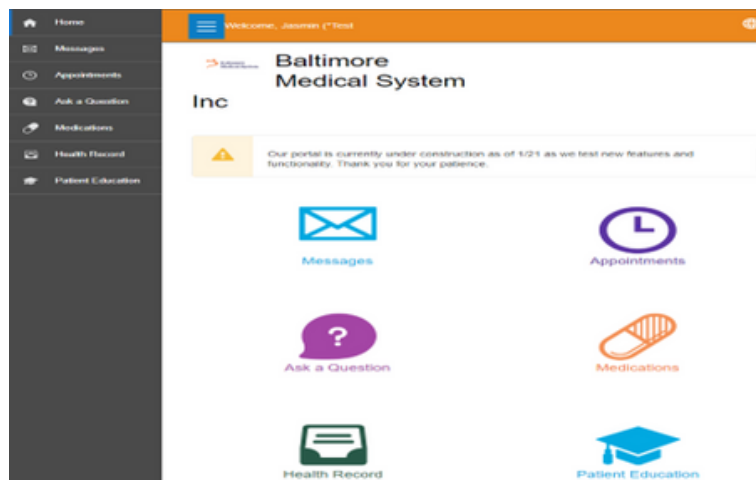 Home
Messages
Appointments
Ask a Question
Medications
Health Record
Patient Education
Welcome, Jasmin (*Test
Baltimore
Medical System
Inc
Our portal is currently under construction as of 1/21 as we test new features and
functionality. Thank you for your patience.
Messages
Appointments
Ask a Question
Medications
Health Record
Patient Education